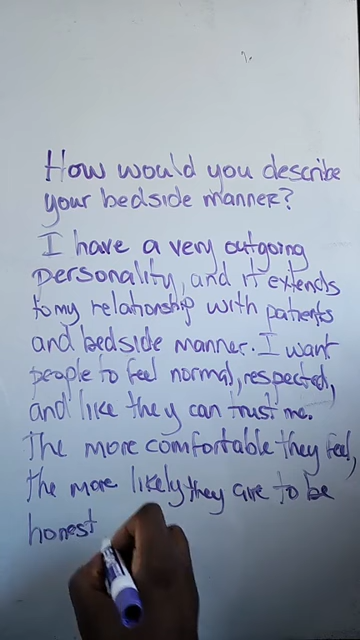 How would you describe
your bedside manner?
I have a very outgoing
personality, and it extends
to my relationship with patients
and bedside manner. I want
people to feel normal, respected,
and like they can trust me.
The more comfortable they feel,
the more likely they are to be
honest